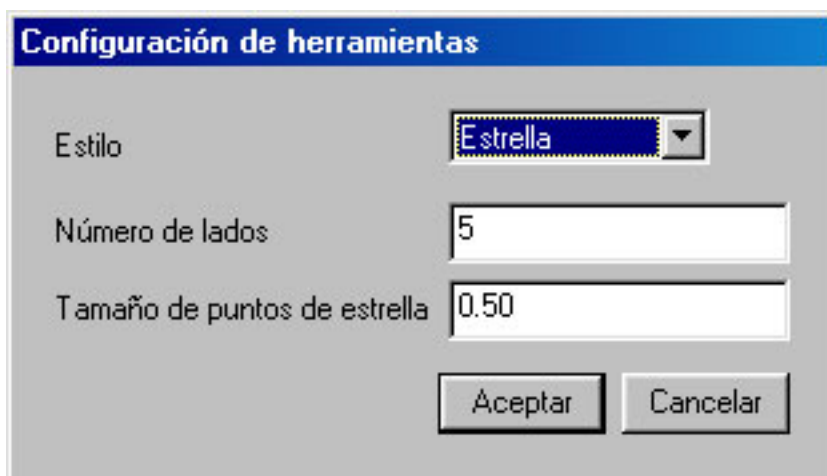 Configuración de herramientas
Estilo Estrella
Número de lados 5
Tamaño de puntos de estrella 0.50
Aceptar Cancelar